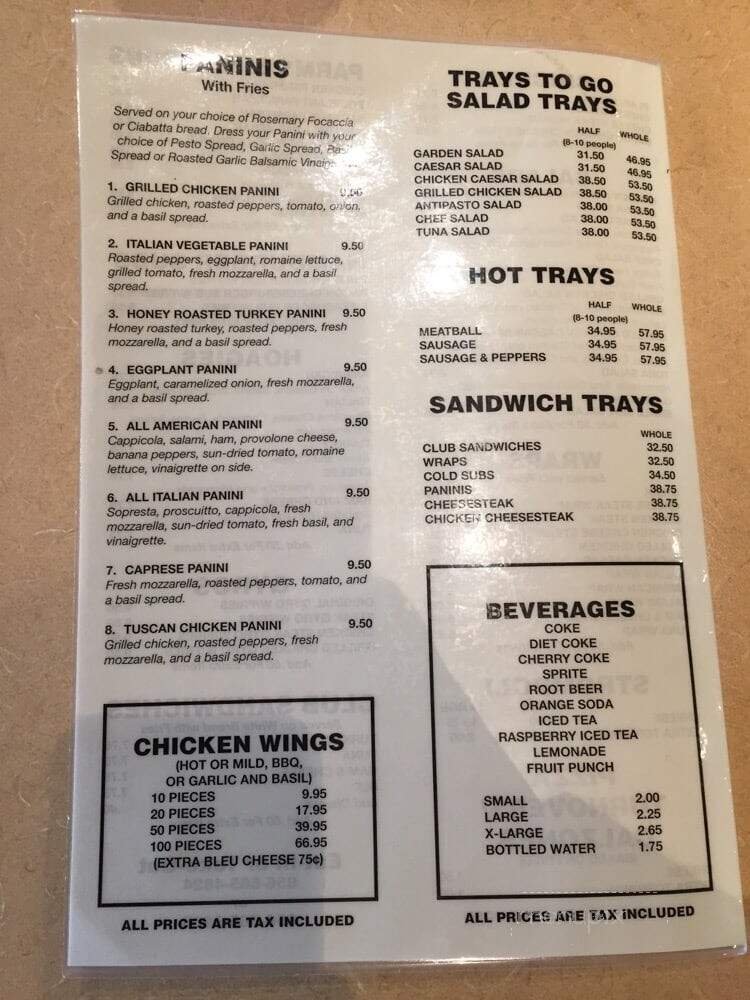 PANINIS
With Fries
Served on your choice of Rosemary Focaccia
or Ciabatta bread. Dress your Panini with your
choice of Pesto Spread, Garlic Spread, Basil
Spread or Roasted Garlic Balsamic
1. GRILLED CHICKEN PANINI
Grilled chicken, roasted peppers, tomato, onion,
and a basil spread.
2. ITALIAN VEGETABLE PANINI 9.50
Roasted peppers, eggplant, romaine lettuce,
grilled tomato, fresh mozzarella, and a basil
spread.
3. HONEY ROASTED TURKEY PANINI 9.50
Honey roasted turkey, roasted peppers, fresh
mozzarella, and a basil spread.
4. EGGPLANT PANINI 9.50
Eggplant, caramelized onion, fresh mozzarella,
and a basil spread.
5. ALL AMERICAN PANINI 9.50
Cappicola, salami, ham, provolone cheese,
banana peppers, sun-dried tomato, romaine
lettuce, vinaigrette on side.
6. ALL ITALIAN PANINI 9.50
Sopresta, proscuitto, cappicola, fresh
mozzarella, sun-dried tomato, fresh basil, and
vinaigrette.
7. CAPRESE PANINI 9.50
Fresh mozzarella, roasted peppers, tomato, and
a basil spread.
8. TUSCAN CHICKEN PANINI 9.50
Grilled chicken, roasted peppers, fresh
mozzarella, and a basil spread.
CHICKEN WINGS
(HOT OR MILD, BBQ,
OR GARLIC AND BASIL)
10 PIECES 9.95
20 PIECES 17.95
50 PIECES 39.95
100 PIECES 66.95
(EXTRA BLEU CHEESE 75¢)
ALL PRICES ARE TAX INCLUDED
TRAYS TO GO
SALAD TRAYS
HALF WHOLE
(8-10 people)
GARDEN SALAD 31.50 46.95
CAESAR SALAD 31.50 46.95
CHICKEN CAESAR SALAD 38.50 53.50
GRILLED CHICKEN SALAD 38.50 53.50
ANTIPASTO SALAD 38.00 53.50
CHEF SALAD 38.00 53.50
TUNA SALAD 38.00 53.50
HOT TRAYS
HALF WHOLE
(8-10 people)
MEATBALL 34.95 57.95
SAUSAGE 34.95 57.95
SAUSAGE & PEPPERS 34.95 57.95
SANDWICH TRAYS
WHOLE
CLUB SANDWICHES 32.50
WRAPS 32.50
COLD SUBS 34.50
PANINIS 38.75
CHEESESTEAK 38.75
CHICKEN CHEESESTEAK 38.75
BEVERAGES
COKE
DIET COKE
CHERRY COKE
SPRITE
ROOT BEER
ORANGE SODA
ICED TEA
RASPBERRY ICED TEA
LEMONADE
FRUIT PUNCH
SMALL 2.00
LARGE 2.25
X-LARGE 2.65
BOTTLED WATER 1.75
ALL PRICES ARE TAX INCLUDED